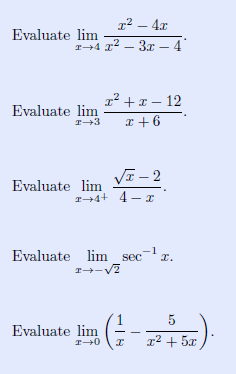 Evaluate $\lim_{x \to 4} \frac{x^2 - 4x}{x^2 - 3x - 4}$.
Evaluate $\lim_{x \to 3} \frac{x^2 + x - 12}{x + 6}$.
Evaluate $\lim_{x \to 4^+} \frac{\sqrt{x} - 2}{4 - x}$.
Evaluate $\lim_{x \to -\sqrt{2}} \sec^{-1} x$.
Evaluate $\lim_{x \to 0} \left( \frac{1}{x} - \frac{5}{x^2 + 5x} \right)$.